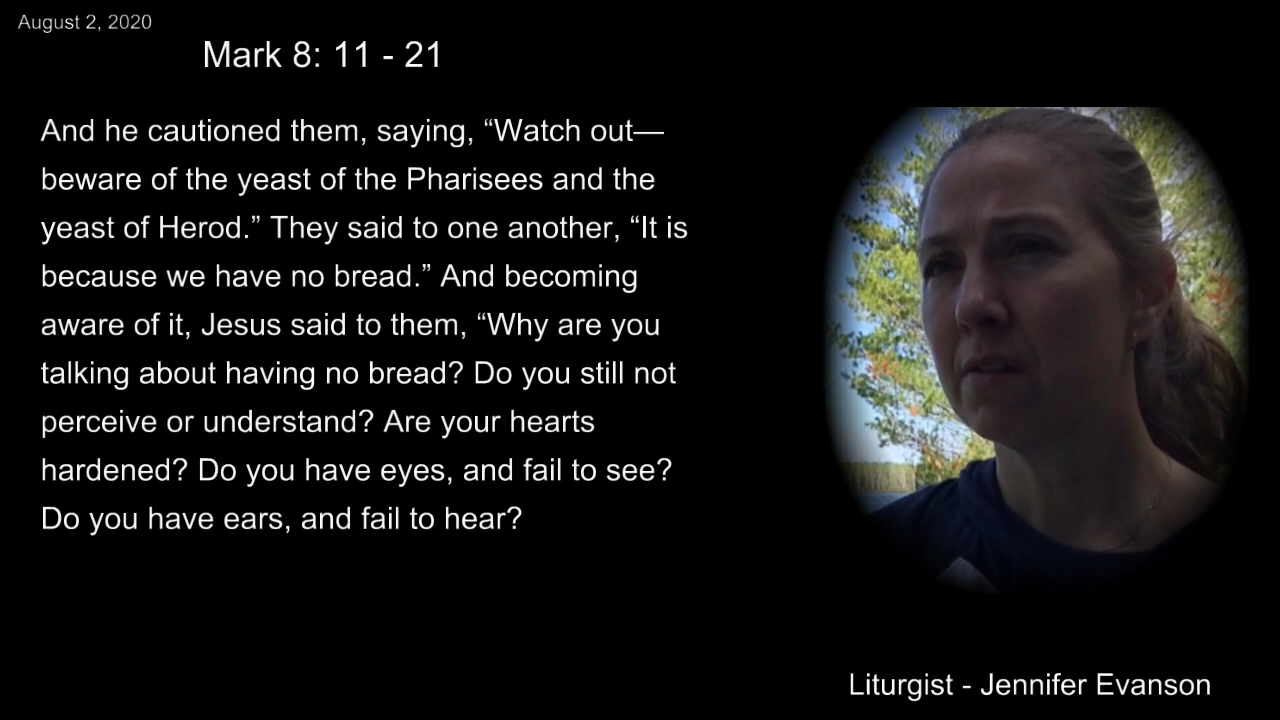 August 2, 2020
Mark 8: 11 - 21
And he cautioned them, saying, “Watch out—
beware of the yeast of the Pharisees and the
yeast of Herod.” They said to one another, “It is
because we have no bread.” And becoming
aware of it, Jesus said to them, “Why are you
talking about having no bread? Do you still not
perceive or understand? Are your hearts
hardened? Do you have eyes, and fail to see?
Do you have ears, and fail to hear?
Liturgist - Jennifer Evanson